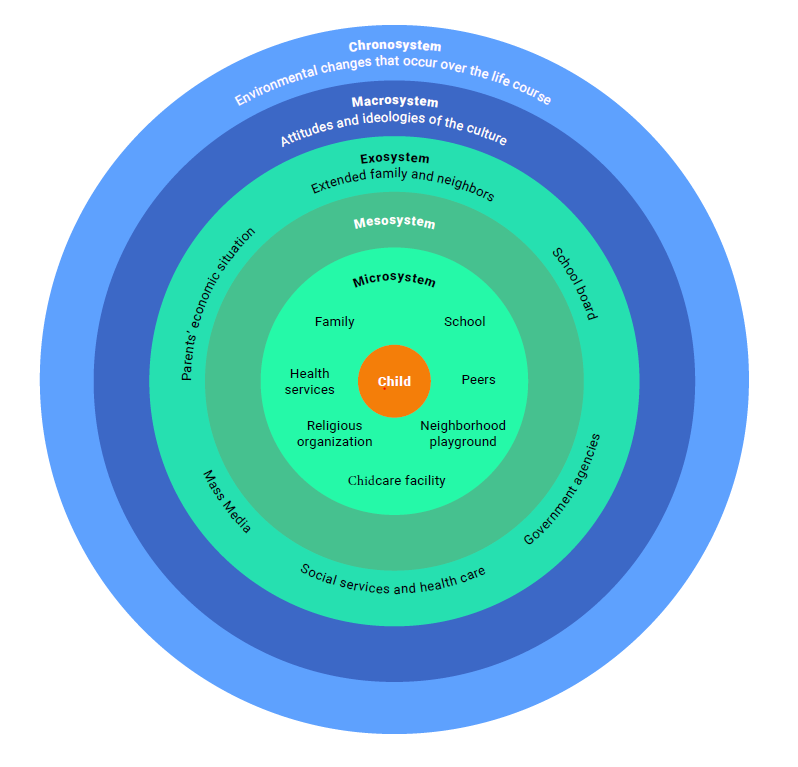 Chronosystem
Environmental changes that occur over the life course
Macrosystem
Attitudes and ideologies of the culture
Exosystem
Extended family and neighbors
Mesosystem
Parents’ economic situation
School board
Microsystem
Family
School
Health
services
Child
Peers
Religious
organization
Neighborhood
playground
Chidcare facility
Mass Media
Government agencies
Social services and health care